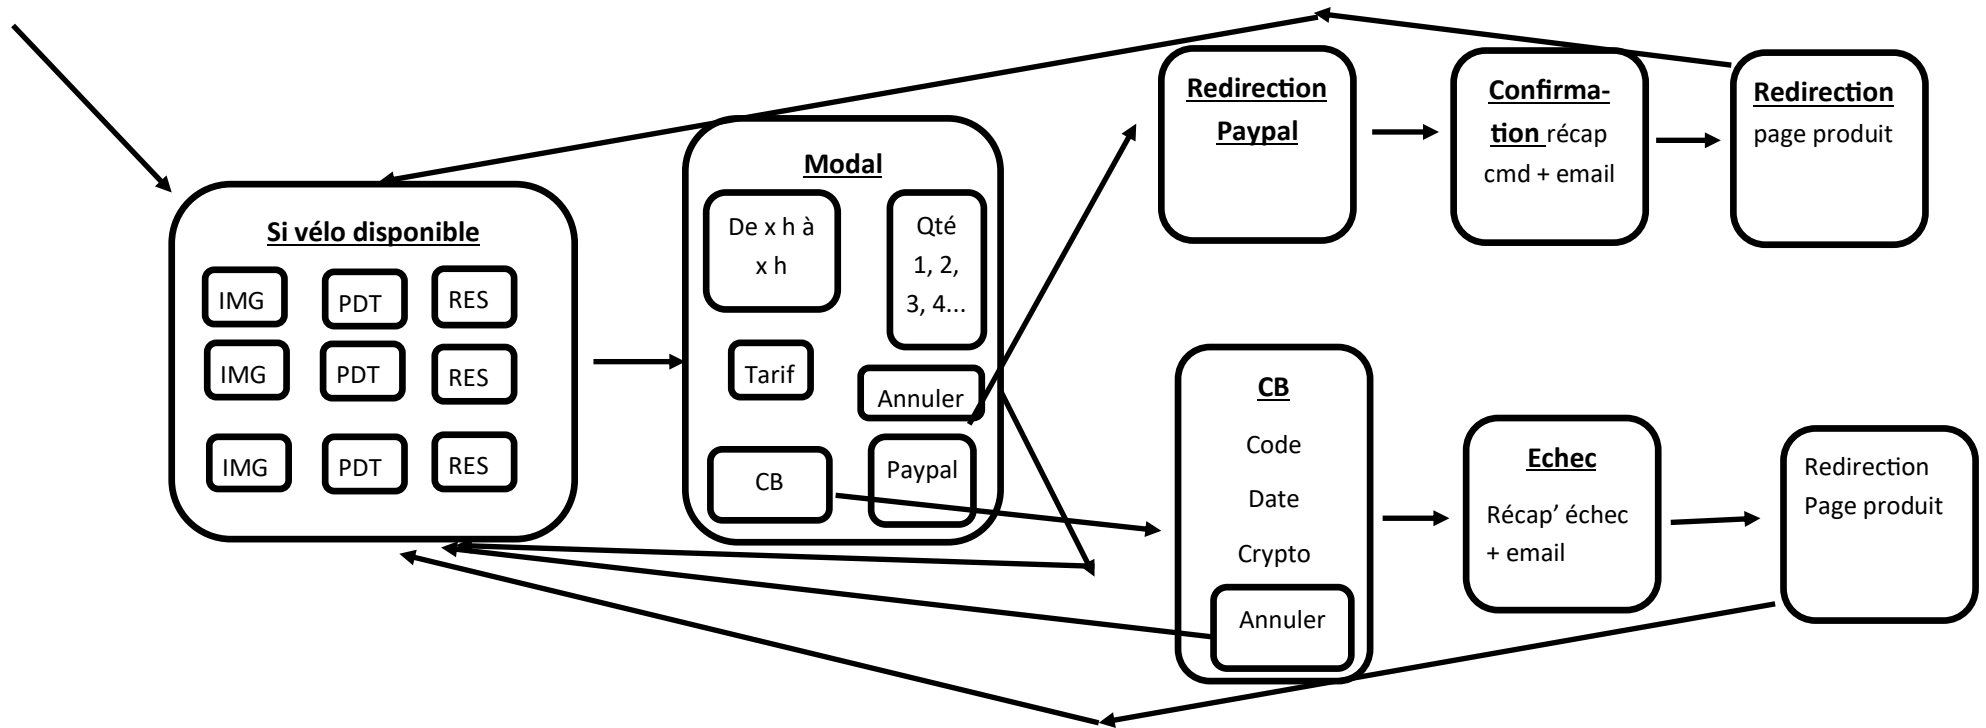 Si vélo disponible
IMG
PDT
RES
IMG
PDT
RES
IMG
PDT
RES
Modal
De x h à
x h
Qté
1, 2,
3, 4...
Tarif
Annuler
CB
Paypal
Redirection
Paypal
Confirma-
tion récap
cmd + email
Redirection
page produit
CB
Code
Date
Crypto
Annuler
Echec
Récap’ échec
+ email
Redirection
Page produit